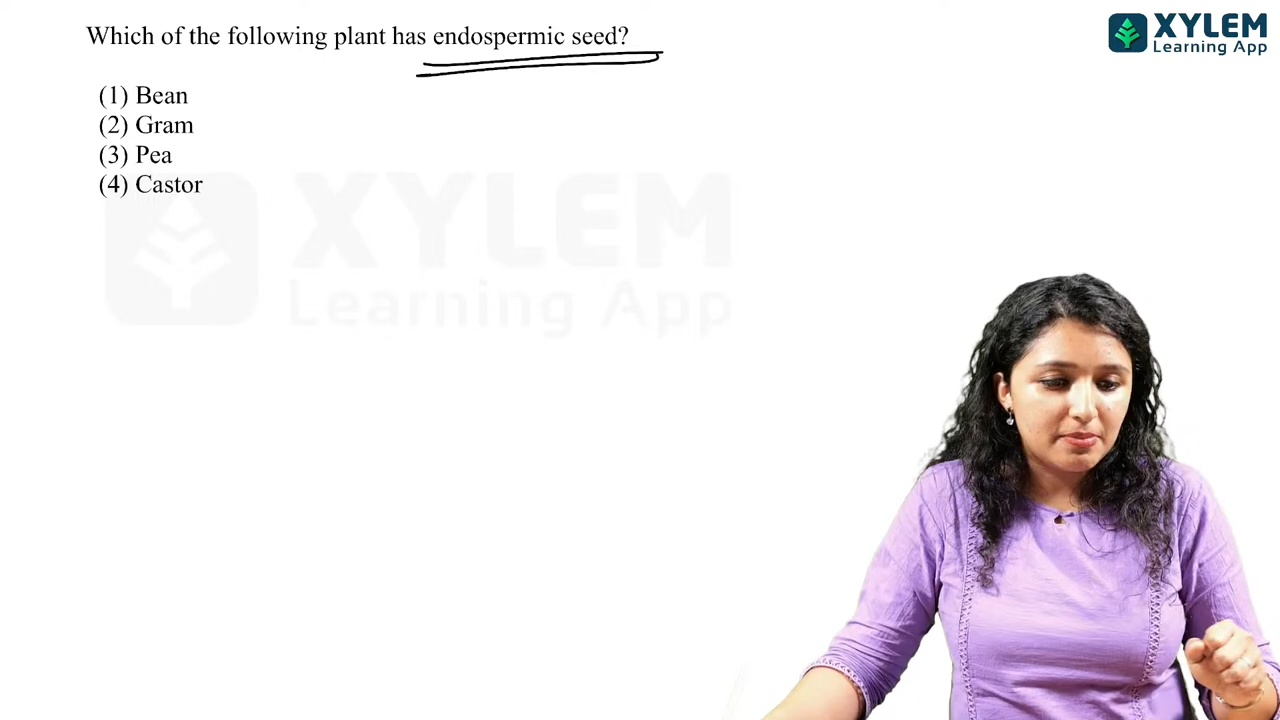 Which of the following plant has endospermic seed?
XYLEM
Learning App
(1) Bean
(2) Gram
(3) Pea
(4) Castor
XYLEM
Learning App